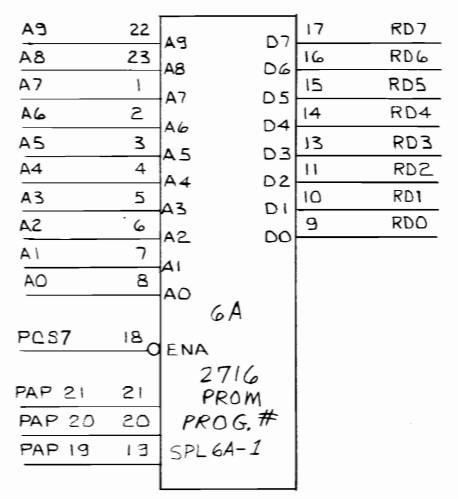 A9 22 A9 D7 17 RD7
A8 23 A8 D6 16 RD6
A7 1 A7 D5 15 RD5
A6 2 A6 D4 14 RD4
A5 3 A5 D3 13 RD3
A4 4 A4 D2 11 RD2
A3 5 A3 D1 10 RD1
A2 6 A2 D0 9 RD0
A1 7 A1
A0 8 A0
6A
PCS7 18 ENA
2716
PAP 21 21 PROM
PAP 20 20 PROG. #
PAP 19 19 SPL6A-1